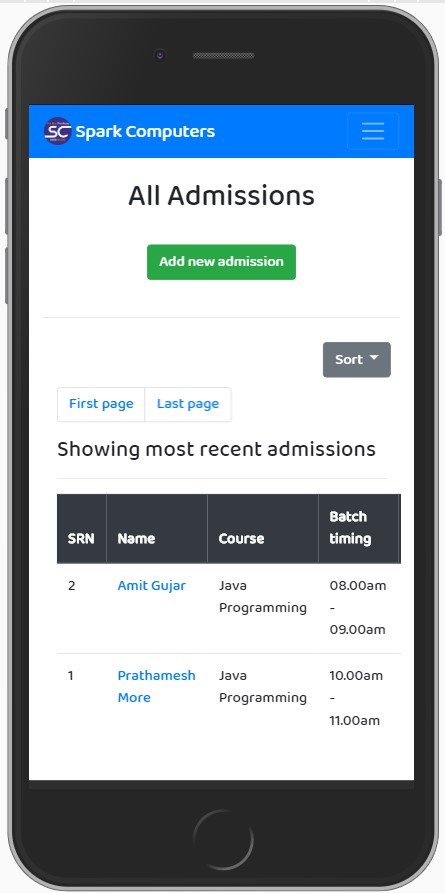 SC Spark Computers
All Admissions
Add new admission
Sort
First page Last page
Showing most recent admissions
SRN Name Course Batch timing
2 Amit Gujar Java Programming 08.00am - 09.00am
1 Prathamesh More Java Programming 10.00am - 11.00am